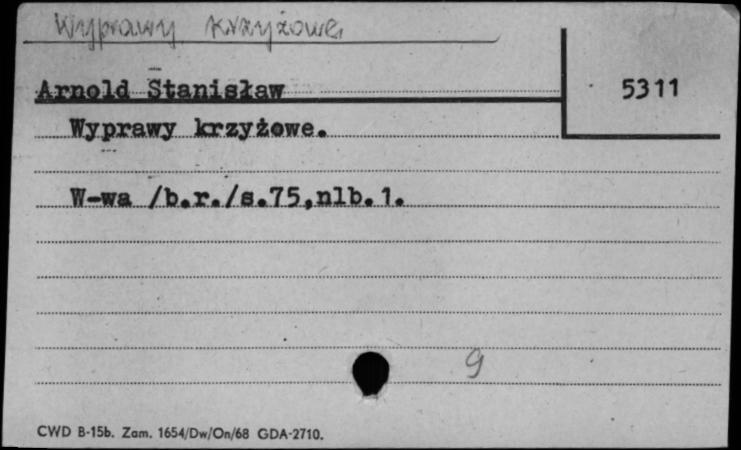 Wyprawy krzyżowe
Arnold Stanisław
5311
Wyprawy krzyżowe.
W-wa /b.r./s.75,nlb.1.
9
CWD B-15b. Zam. 1654/Dw/On/68 GDA-2710.